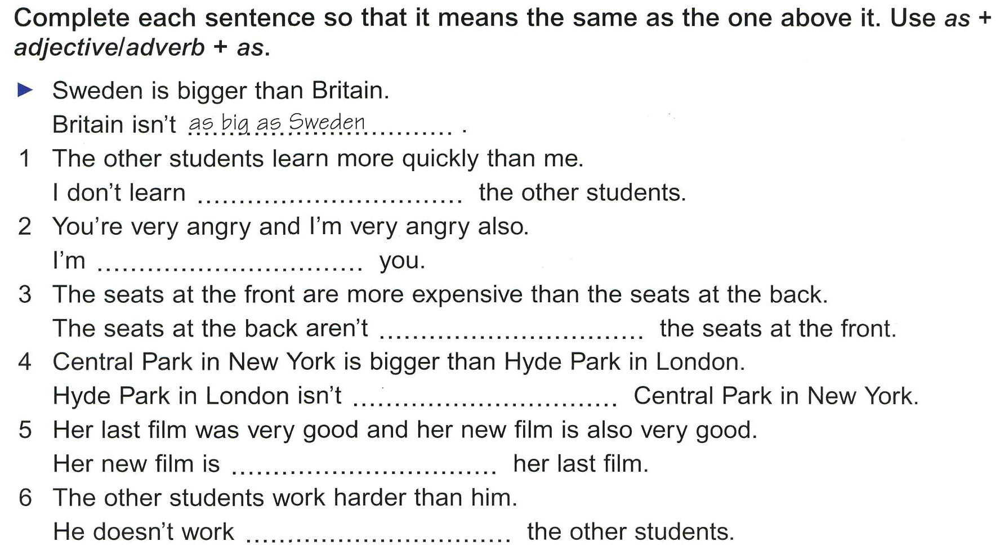 Complete each sentence so that it means the same as the one above it. Use as +
adjective/adverb + as.
► Sweden is bigger than Britain.
Britain isn't as big as Sweden .
1 The other students learn more quickly than me.
I don't learn ................................ the other students.
2 You're very angry and I'm very angry also.
I'm ................................ you.
3 The seats at the front are more expensive than the seats at the back.
The seats at the back aren't ................................ the seats at the front.
4 Central Park in New York is bigger than Hyde Park in London.
Hyde Park in London isn't ................................ Central Park in New York.
5 Her last film was very good and her new film is also very good.
Her new film is ................................ her last film.
6 The other students work harder than him.
He doesn't work ................................ the other students.